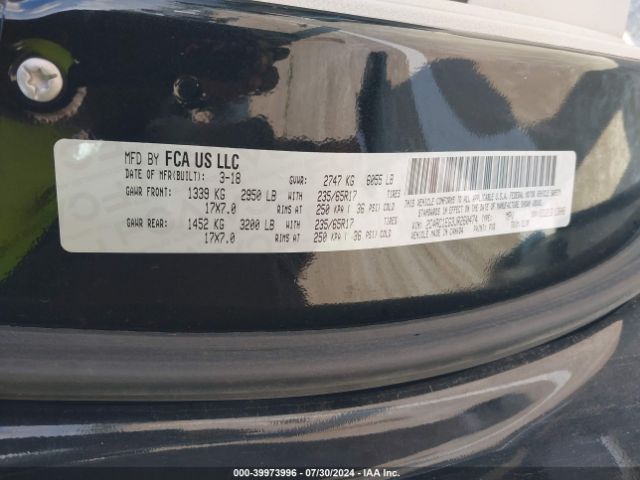 MFD BY FCA US LLC
DATE OF MFR(BUILT): 3-18 GVWR: 2747 KG 6055 LB
GAWR FRONT: 1339 KG 2950 LB WITH 235/65R17 TIRES
17X7.0 RIMS AT 250 KPA ( 36 PSI) COLD
GAWR REAR: 1452 KG 3200 LB WITH 235/65R17 TIRES
17X7.0 RIMS AT 250 KPA ( 36 PSI) COLD
THIS VEHICLE CONFORMS TO ALL APPLICABLE U.S.A. FEDERAL MOTOR VEHICLE SAFETY
STANDARDS IN EFFECT ON THE DATE OF MANUFACTURE SHOWN ABOVE.
VIN: TYPE: MPV
VEHICLE MADE IN CANADA PAINT: PXR
000-39973996 - 07/30/2024 - IAA Inc.